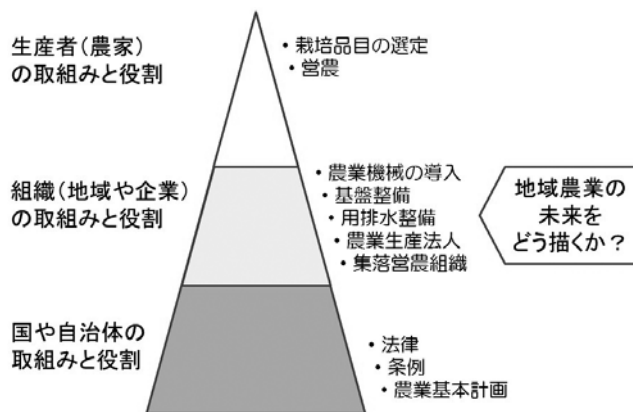 生産者(農家)
の取組みと役割
・栽培品目の選定
・営農
組織(地域や企業)
の取組みと役割
・農業機械の導入
・基盤整備
・用排水整備
・農業生産法人
・集落営農組織
地域農業の
未来を
どう描くか?
国や自治体の
取組みと役割
・法律
・条例
・農業基本計画